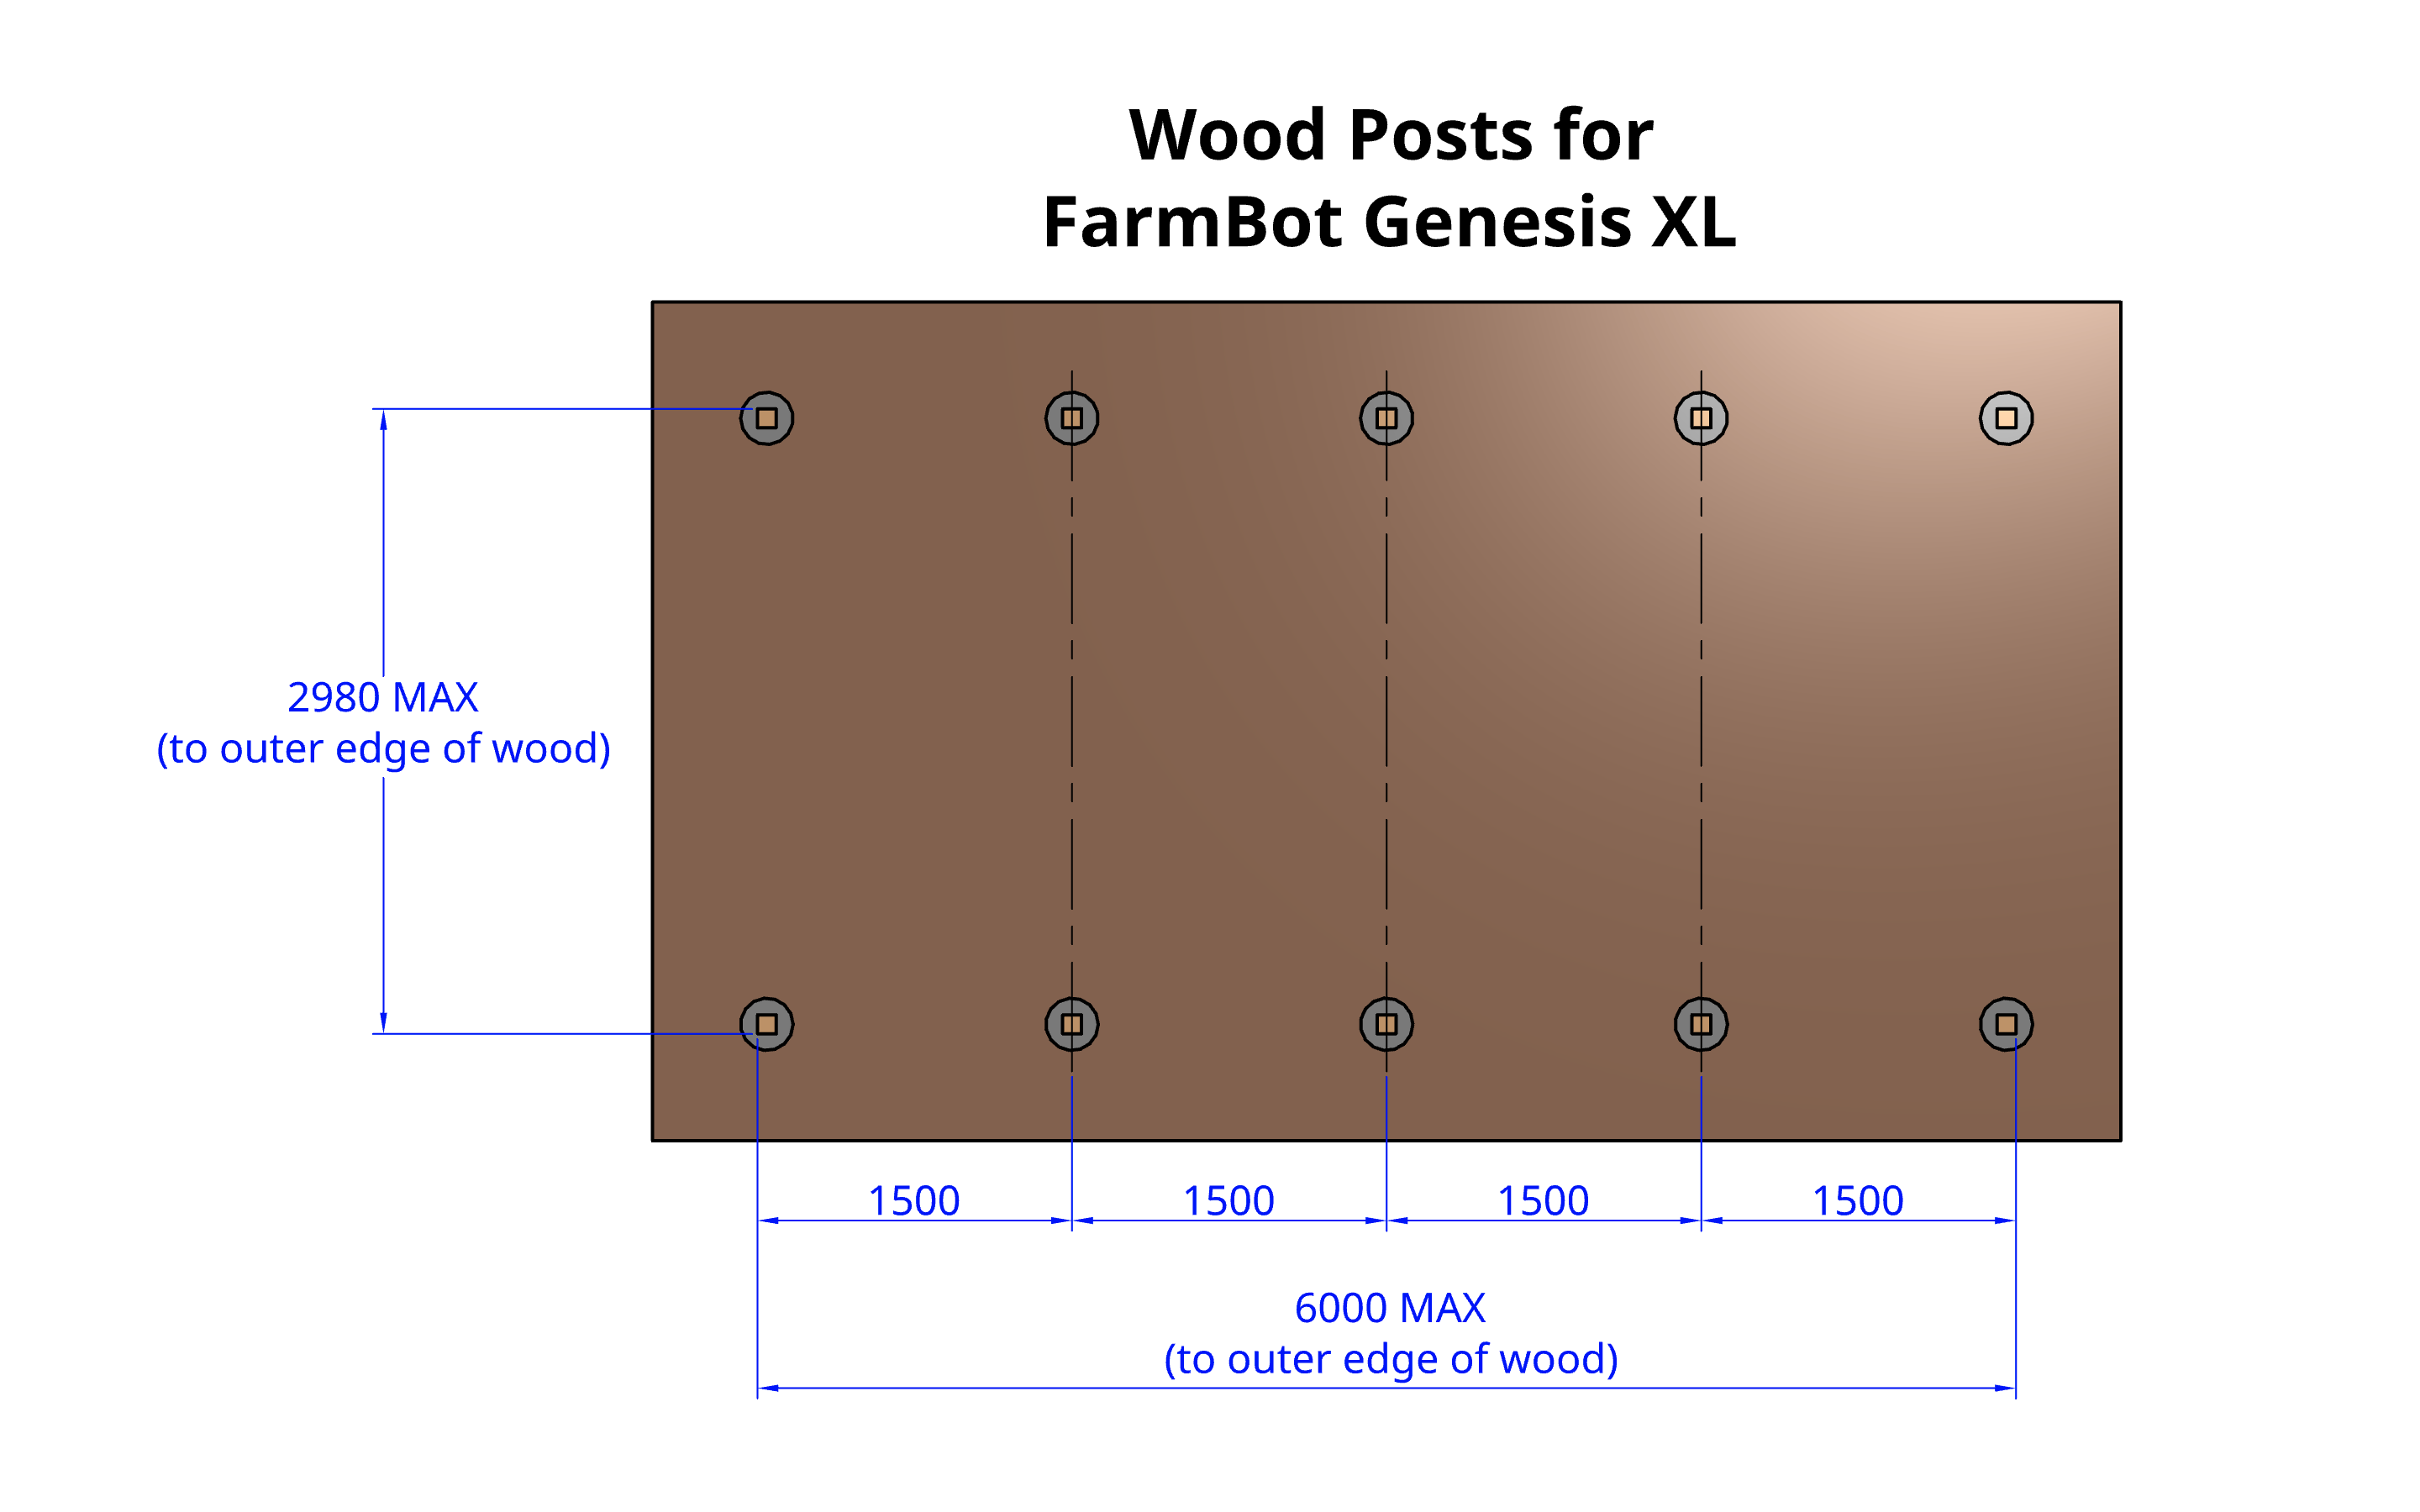 Wood Posts for
FarmBot Genesis XL
2980 MAX
(to outer edge of wood)
1500
1500
1500
1500
6000 MAX
(to outer edge of wood)